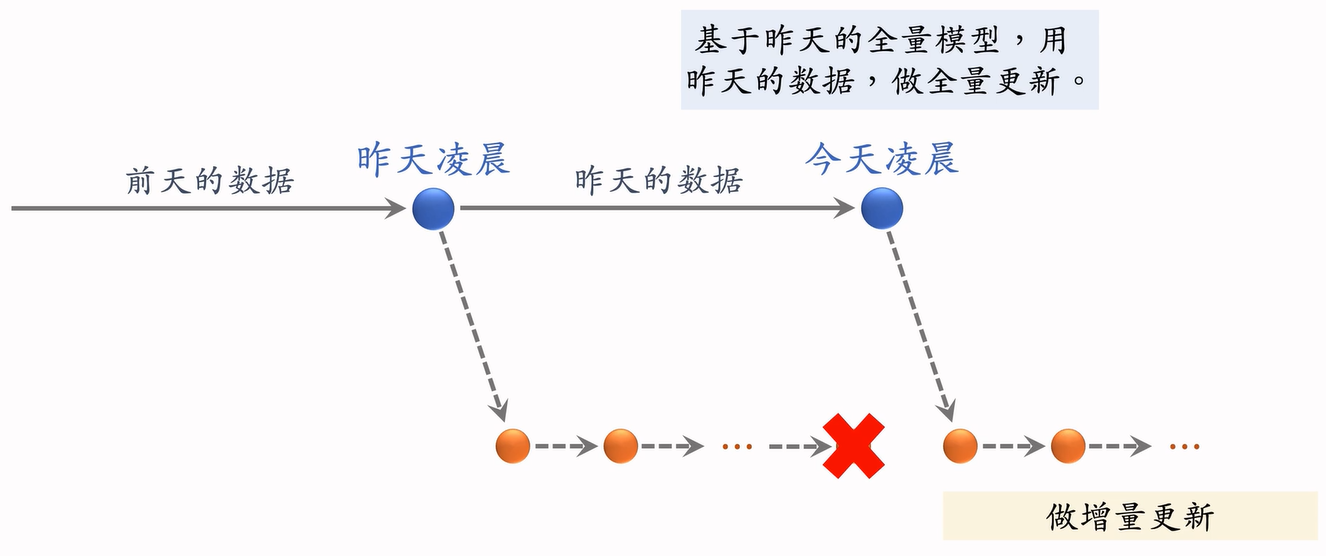 基于昨天的全量模型，用
昨天的数据，做全量更新。
昨天凌晨
今天凌晨
前天的数据
昨天的数据
...
...
做增量更新